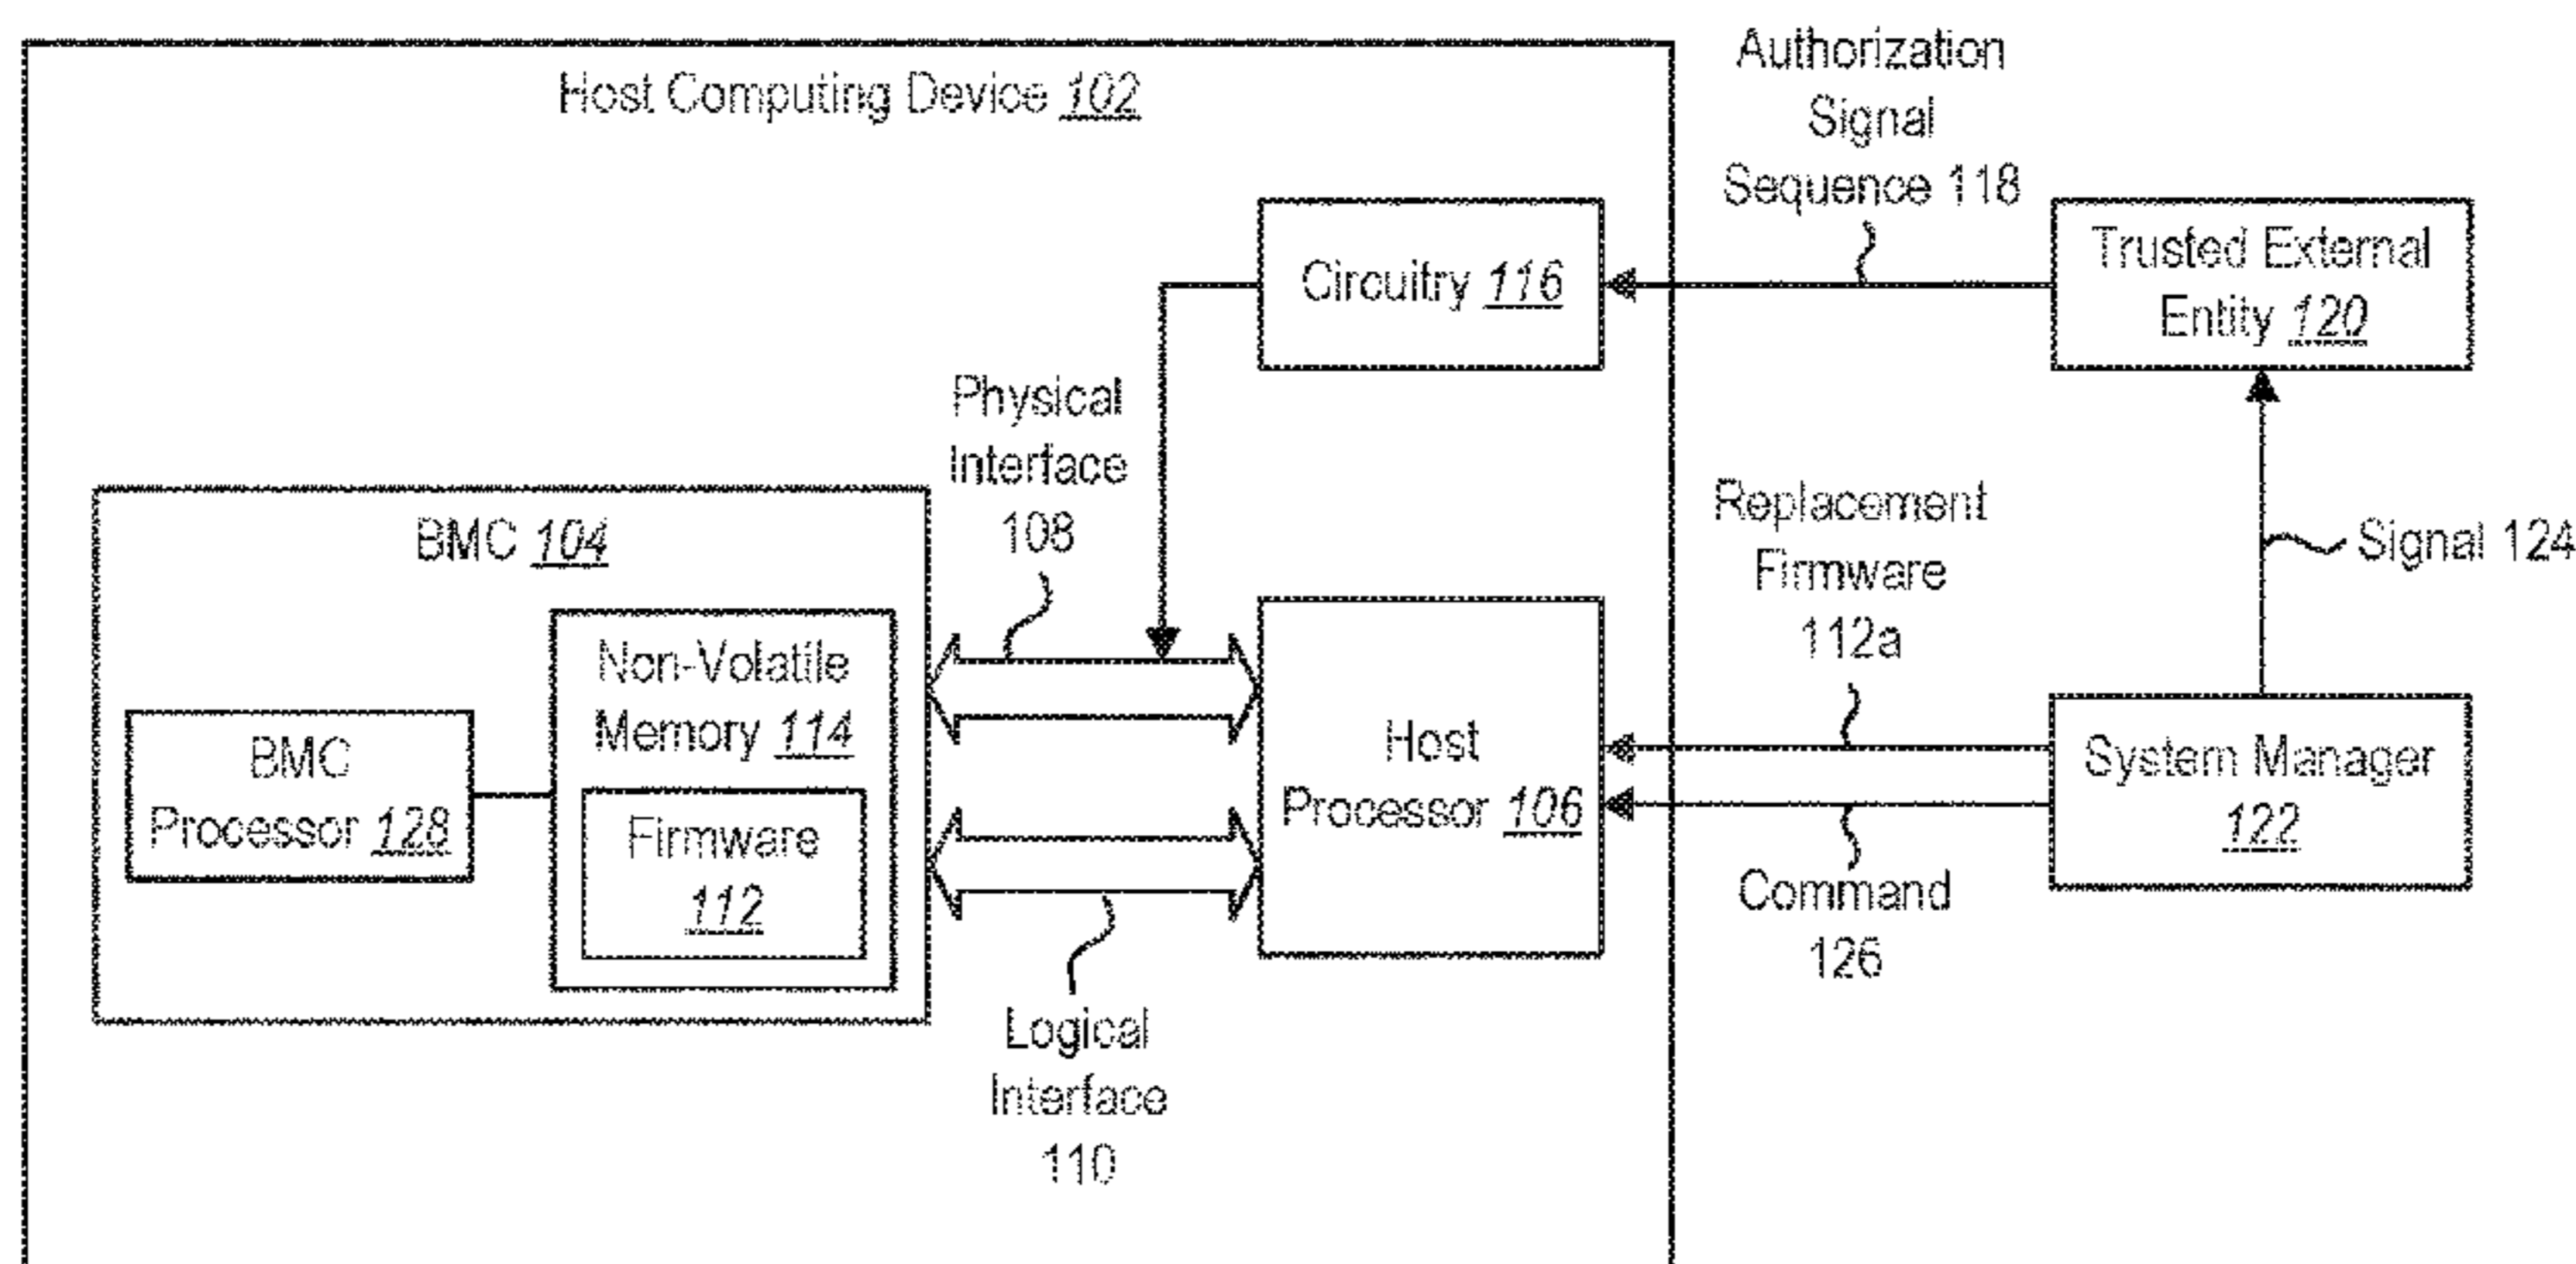 Host Computing Device 102
Authorization
Signal
Sequence 118
Circuitry 116
Trusted External
Entity 120
Physical
Interface
108
Replacement
Firmware
112a
Signal 124
BMC 104
Non-Volatile
Memory 114
BMC
Processor 128
Firmware
112
Host
Processor 106
System Manager
122
Command
126
Logical
Interface
110